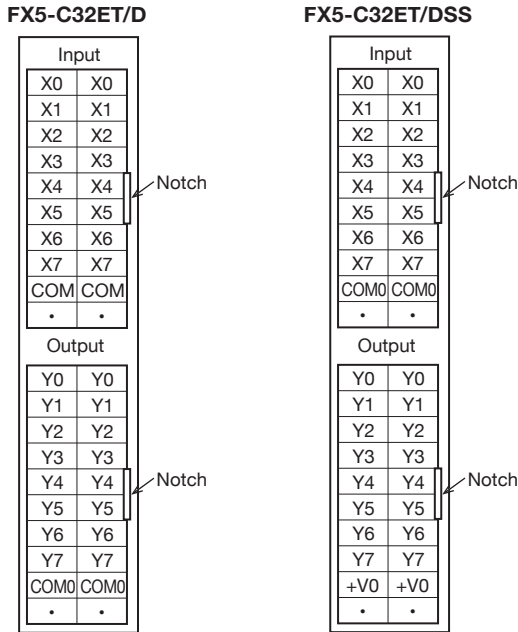 FX5-C32ET/D
Input
X0 X0
X1 X1
X2 X2
X3 X3
X4 X4
Notch
X5 X5
X6 X6
X7 X7
COM COM
• •
Output
Y0 Y0
Y1 Y1
Y2 Y2
Y3 Y3
Y4 Y4
Notch
Y5 Y5
Y6 Y6
Y7 Y7
COM0 COM0
• •
FX5-C32ET/DSS
Input
X0 X0
X1 X1
X2 X2
X3 X3
X4 X4
Notch
X5 X5
X6 X6
X7 X7
COM0 COM0
• •
Output
Y0 Y0
Y1 Y1
Y2 Y2
Y3 Y3
Y4 Y4
Notch
Y5 Y5
Y6 Y6
Y7 Y7
+V0 +V0
• •